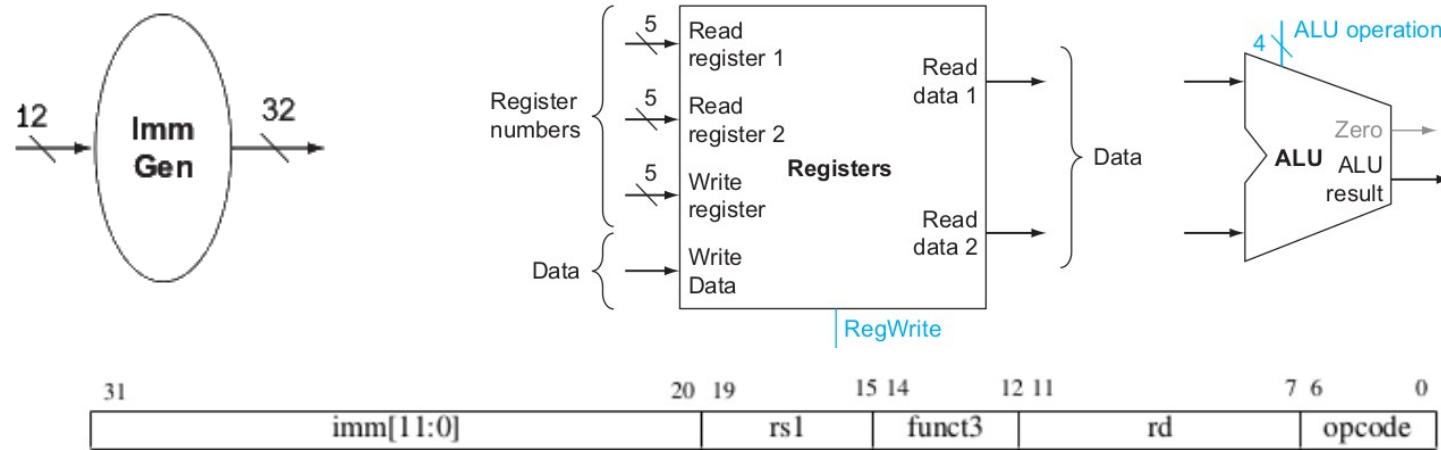 12
Imm
Gen
32
Register
numbers
Data
5
Read
register 1
5
Read
register 2
5
Write
register
Write
Data
Registers
Read
data 1
Read
data 2
RegWrite
Data
4
ALU operation
Zero
ALU
ALU
result
31 20 19 15 14 12 11 7 6 0
imm[11:0] rs1 funct3 rd opcode